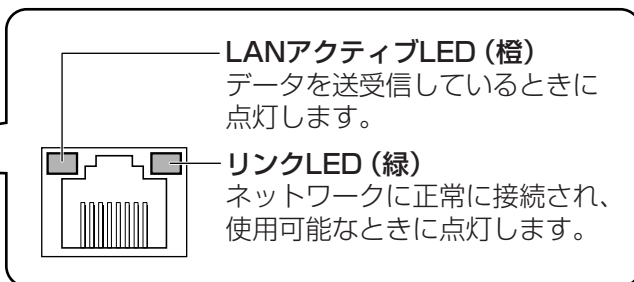 LANアクティブLED（橙）
データを送受信しているときに
点灯します。
リンクLED（緑）
ネットワークに正常に接続され、
使用可能なときに点灯します。